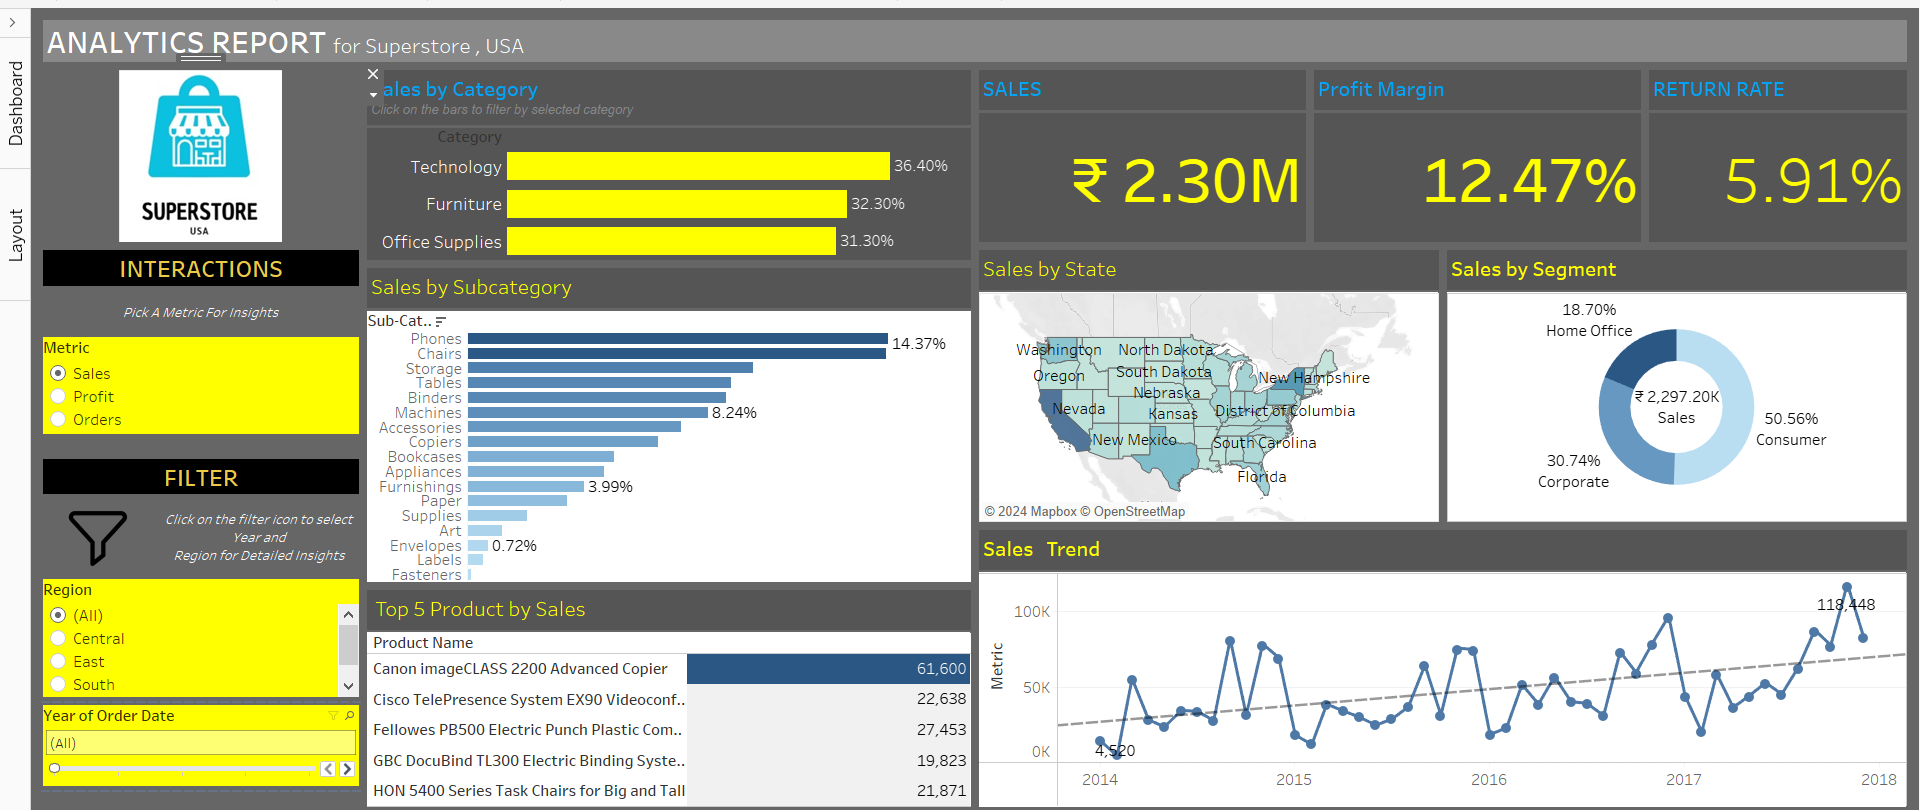 Dashboard
Layout
ANALYTICS REPORT for Superstore , USA
SUPERSTORE
USA
INTERACTIONS
Pick A Metric For Insights
Metric
Sales
Profit
Orders
FILTER
Click on the filter icon to select
Year and
Region for Detailed Insights
Region
(All)
Central
East
South
Year of Order Date
(All)
ales by Category
Click on the bars to filter by selected category
Category
Technology 36.40%
Furniture 32.30%
Office Supplies 31.30%
Sales by Subcategory
Sub-Cat..
Phones 14.37%
Chairs
Storage
Tables
Binders
Machines 8.24%
Accessories
Copiers
Bookcases
Appliances
Furnishings 3.99%
Paper
Supplies
Art
Envelopes 0.72%
Labels
Fasteners
Top 5 Product by Sales
Product Name
Canon imageCLASS 2200 Advanced Copier 61,600
Cisco TelePresence System EX90 Videoconf.. 22,638
Fellowes PB500 Electric Punch Plastic Com.. 27,453
GBC DocuBind TL300 Electric Binding Syste.. 19,823
HON 5400 Series Task Chairs for Big and Tall 21,871
SALES
₹ 2.30M
Profit Margin
12.47%
RETURN RATE
5.91%
Sales by State
Washington North Dakota
Oregon South Dakota New Hampshire
Nebraska
Nevada Kansas District of Columbia
New Mexico South Carolina
Florida
© 2024 Mapbox © OpenStreetMap
Sales by Segment
18.70%
Home Office
₹ 2,297.20K
Sales
50.56%
Consumer
30.74%
Corporate
Sales Trend
Metric
100K
50K
0K
118,448
4,520
2014 2015 2016 2017 2018